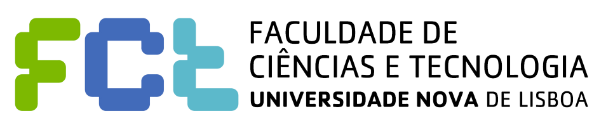 FCt
FACULDADE DE
CIÊNCIAS E TECNOLOGIA
UNIVERSIDADE NOVA DE LISBOA